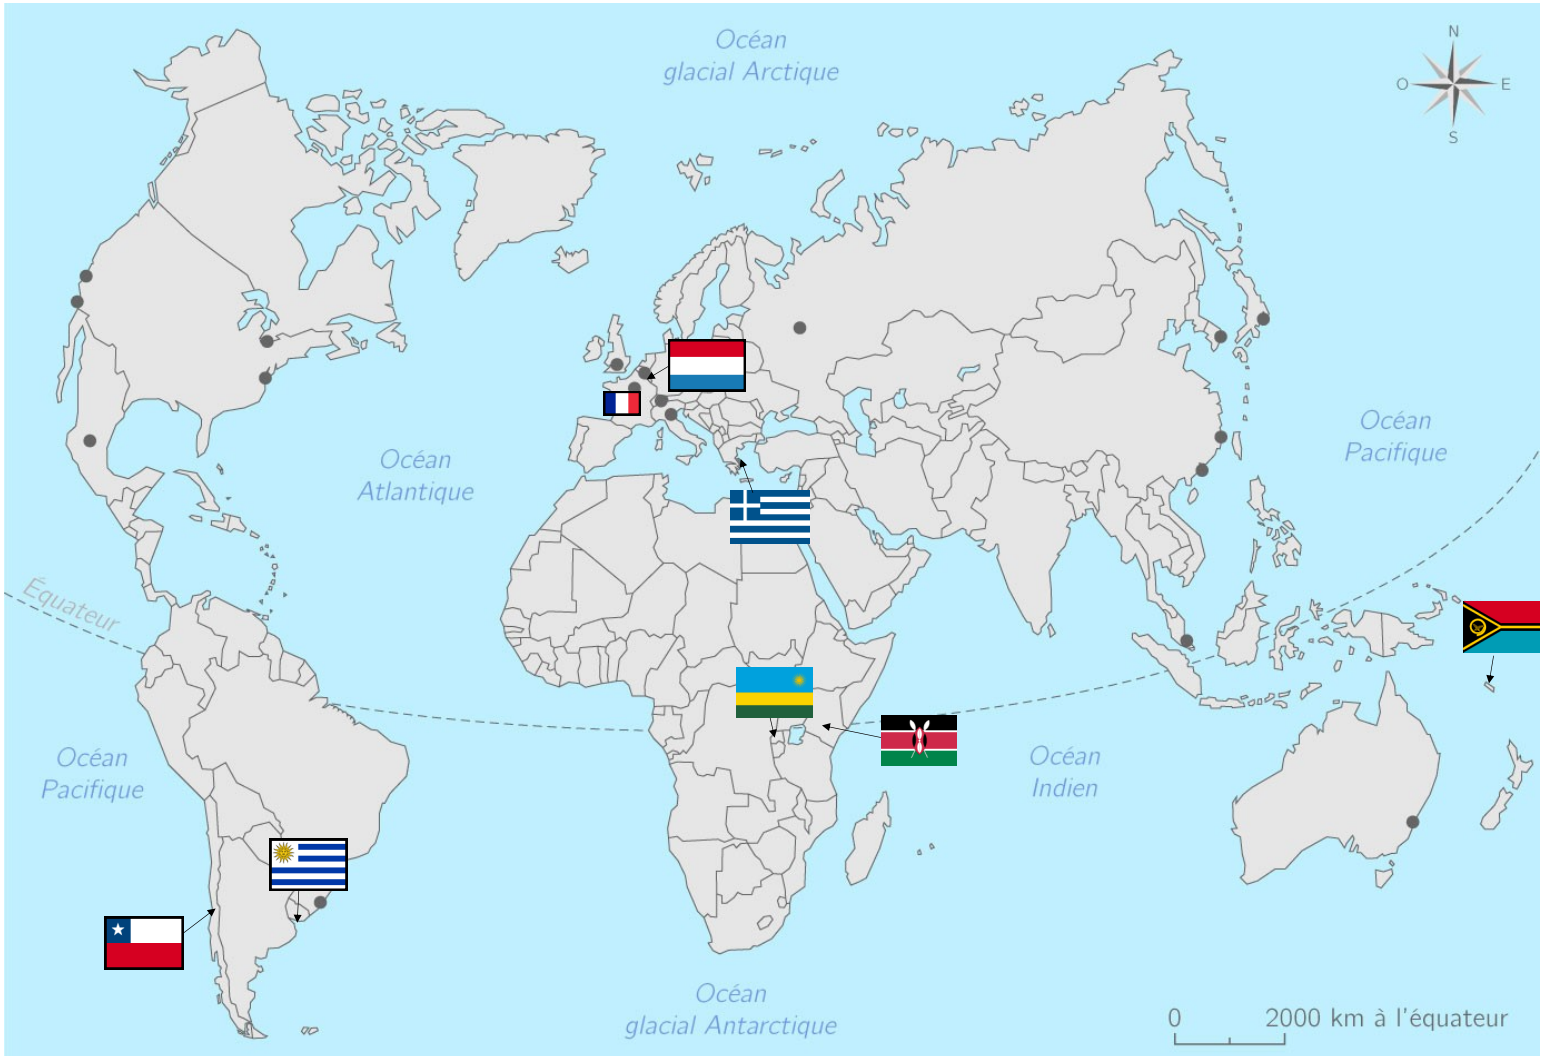 Océan
glacial Arctique
N
O
E
S
Océan
Pacifique
Océan
Atlantique
Équateur
Océan
Pacifique
Océan
Indien
Océan
glacial Antarctique
0
2000 km à l'équateur